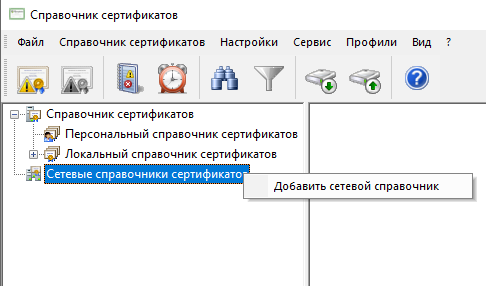 Справочник сертификатов
Файл Справочник сертификатов Настройки Сервис Профили Вид ?
Справочник сертификатов
Персональный справочник сертификатов
Локальный справочник сертификатов
Сетевые справочники сертификатов
Добавить сетевой справочник